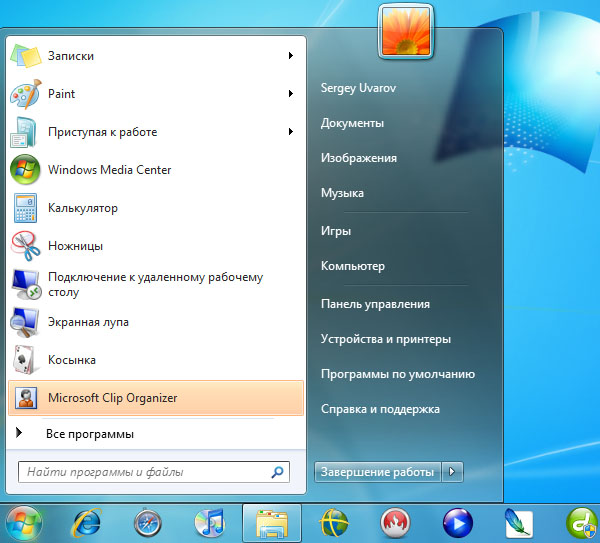 Записки
Paint
Приступая к работе
Windows Media Center
Калькулятор
Ножницы
Подключение к удаленному рабочему
столу
Экранная лупа
Косынка
Microsoft Clip Organizer
Все программы
Найти программы и файлы
Sergey Uvarov
Документы
Изображения
Музыка
Игры
Компьютер
Панель управления
Устройства и принтеры
Программы по умолчанию
Справка и поддержка
Завершение работы